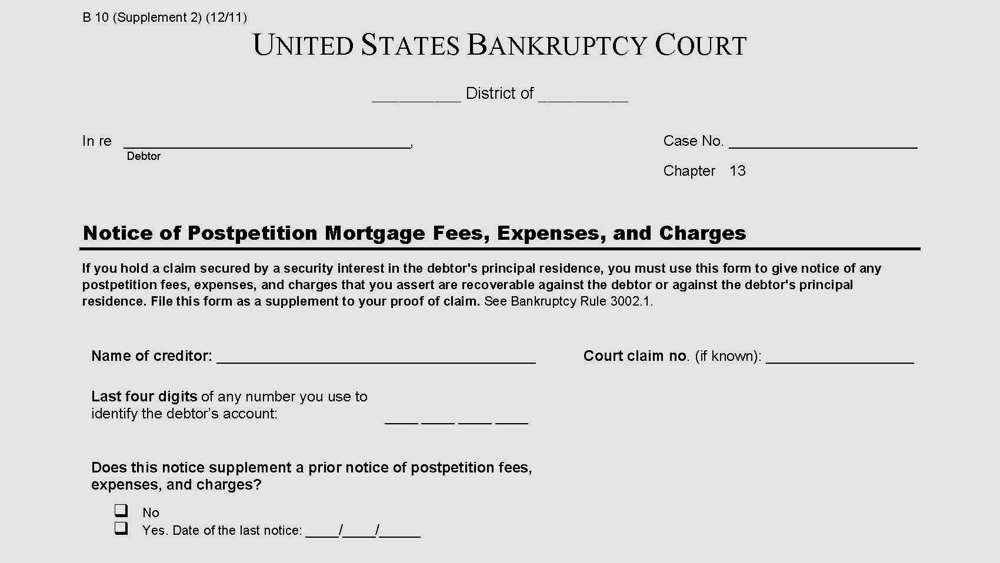 B 10 (Supplement 2) (12/11)
UNITED STATES BANKRUPTCY COURT
__________ District of __________
In re ________________________________, Case No. _____________________
Debtor
Chapter 13
Notice of Postpetition Mortgage Fees, Expenses, and Charges
If you hold a claim secured by a security interest in the debtor's principal residence, you must use this form to give notice of any
postpetition fees, expenses, and charges that you assert are recoverable against the debtor or against the debtor's principal
residence. File this form as a supplement to your proof of claim. See Bankruptcy Rule 3002.1.
Name of creditor: ____________________________________ Court claim no. (if known): _________________
Last four digits of any number you use to
identify the debtor’s account: ____ ____ ____ ____
Does this notice supplement a prior notice of postpetition fees,
expenses, and charges?
❑ No
❑ Yes. Date of the last notice: ____/____/_____